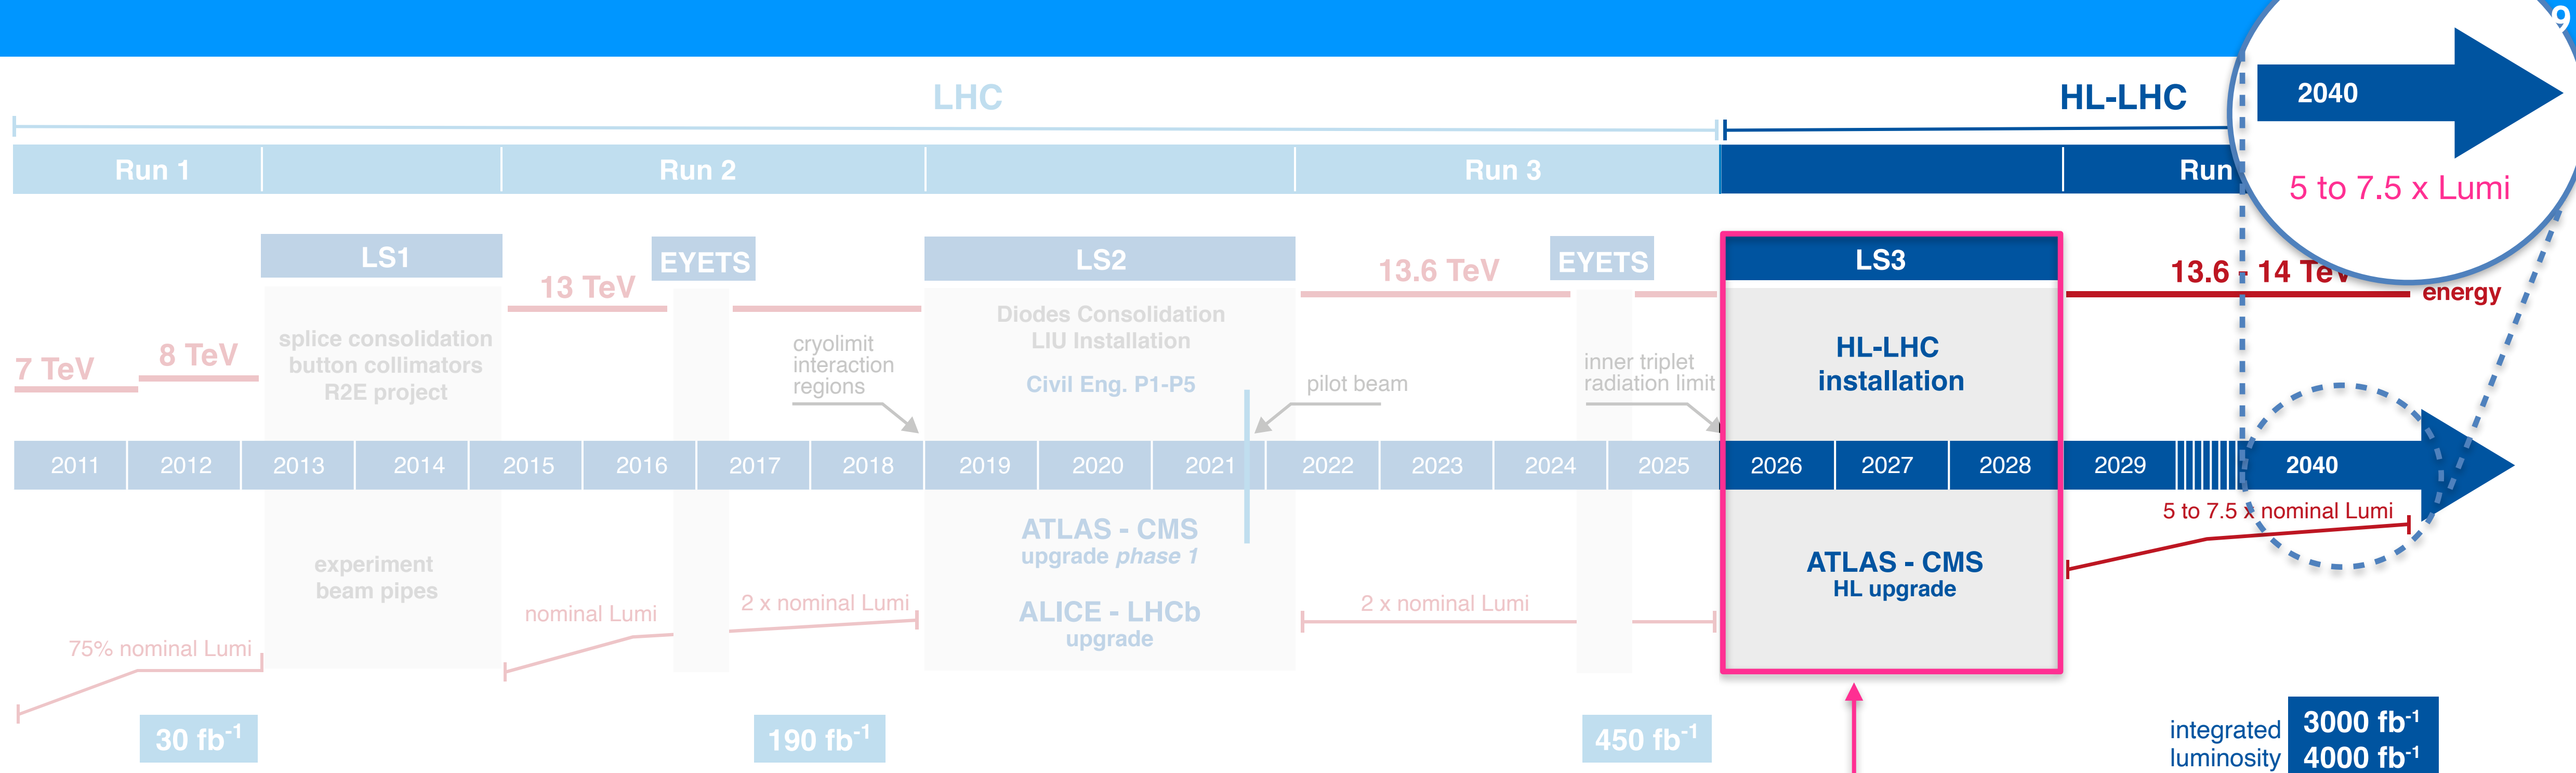 9
LHC
HL-LHC
2040
5 to 7.5 x Lumi
Run 1
Run 2
Run 3
Run
LS1
EYETS
LS2
EYETS
LS3
13 TeV
13.6 TeV
13.6 - 14 TeV
energy
7 TeV
8 TeV
splice consolidation
button collimators
R2E project
cryolimit
interaction
regions
Diodes Consolidation
LIU Installation
Civil Eng. P1-P5
pilot beam
inner triplet
radiation limit
HL-LHC
installation
2011 2012 2013 2014 2015 2016 2017 2018 2019 2020 2021 2022 2023 2024 2025 2026 2027 2028 2029 2040
5 to 7.5 x nominal Lumi
experiment
beam pipes
ATLAS - CMS
upgrade phase 1
ALICE - LHCb
upgrade
ATLAS - CMS
HL upgrade
75% nominal Lumi
nominal Lumi
2 x nominal Lumi
2 x nominal Lumi
30 fb⁻¹
190 fb⁻¹
450 fb⁻¹
integrated
luminosity
3000 fb⁻¹
4000 fb⁻¹